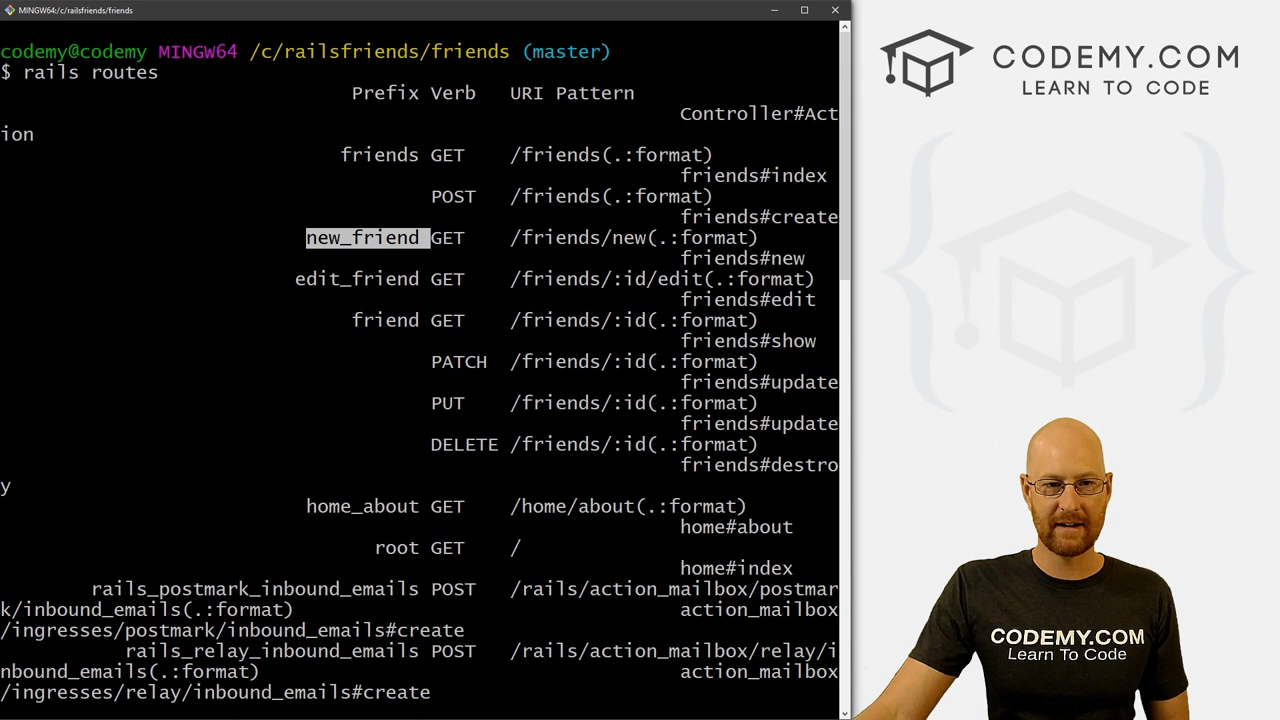 MINGW64:/c/railsfriends/friends
codemy@codemy MINGW64 /c/railsfriends/friends (master)
$ rails routes
Prefix Verb URI Pattern
Controller#Act
ion
friends GET /friends(.:format)
friends#index
POST /friends(.:format)
friends#create
new_friend GET /friends/new(.:format)
friends#new
edit_friend GET /friends/:id/edit(.:format)
friends#edit
friend GET /friends/:id(.:format)
friends#show
PATCH /friends/:id(.:format)
friends#update
PUT /friends/:id(.:format)
friends#update
DELETE /friends/:id(.:format)
friends#destro
y
home_about GET /home/about(.:format)
home#about
root GET /
home#index
rails_postmark_inbound_emails POST /rails/action_mailbox/postmar
k/inbound_emails(.:format) action_mailbox
/ingresses/postmark/inbound_emails#create
rails_relay_inbound_emails POST /rails/action_mailbox/relay/i
nbound_emails(.:format) action_mailbox
/ingresses/relay/inbound_emails#create
CODEMY.COM
LEARN TO CODE
CODEMY.COM
Learn To Code